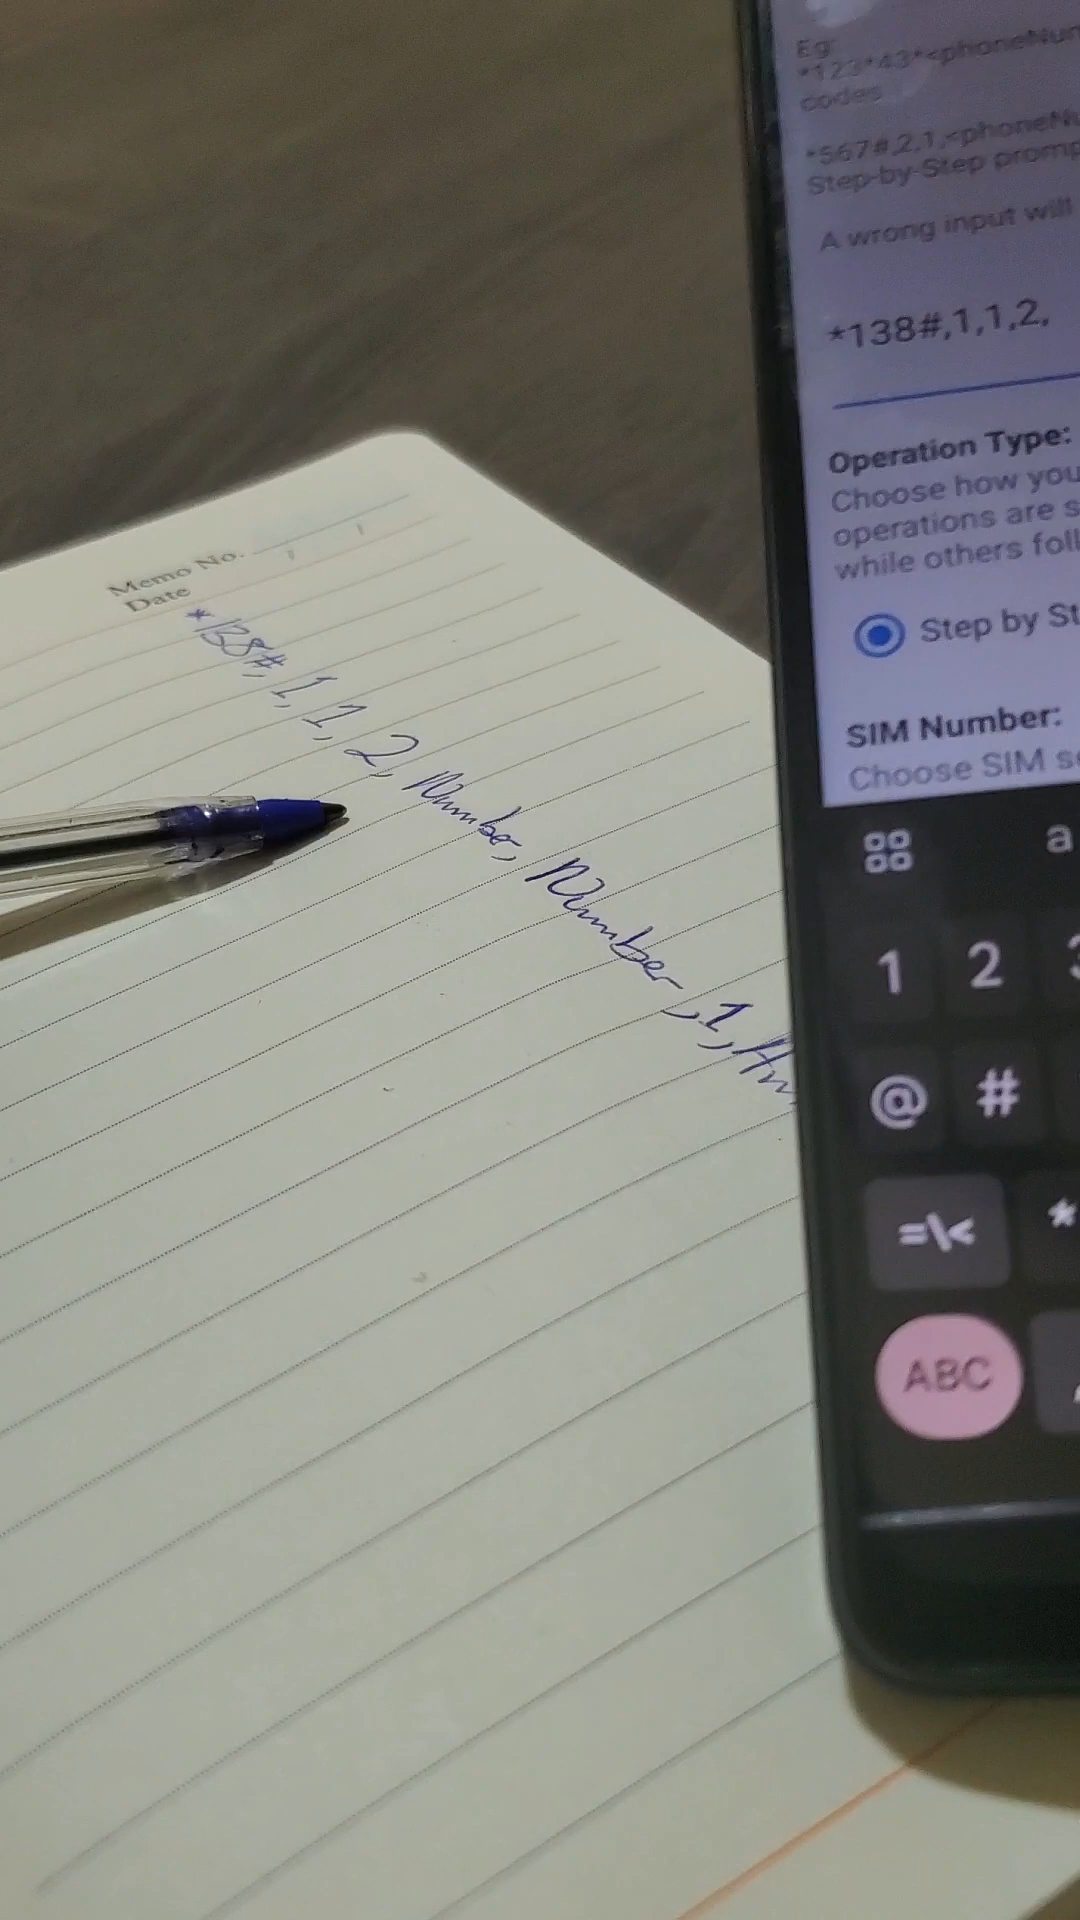 Memo No.
Date
*138#, 1, 1, 2, Number, Number, 1,
Eg:
*123*43*<phoneNum
codes
*567#,2,1,<phoneNu
Step-by-Step promp
A wrong input will
*138#,1,1,2,
Operation Type:
Choose how you
operations are s
while others foll
Step by St
SIM Number:
Choose SIM se
a
1 2 3
@ #
=\< *
ABC